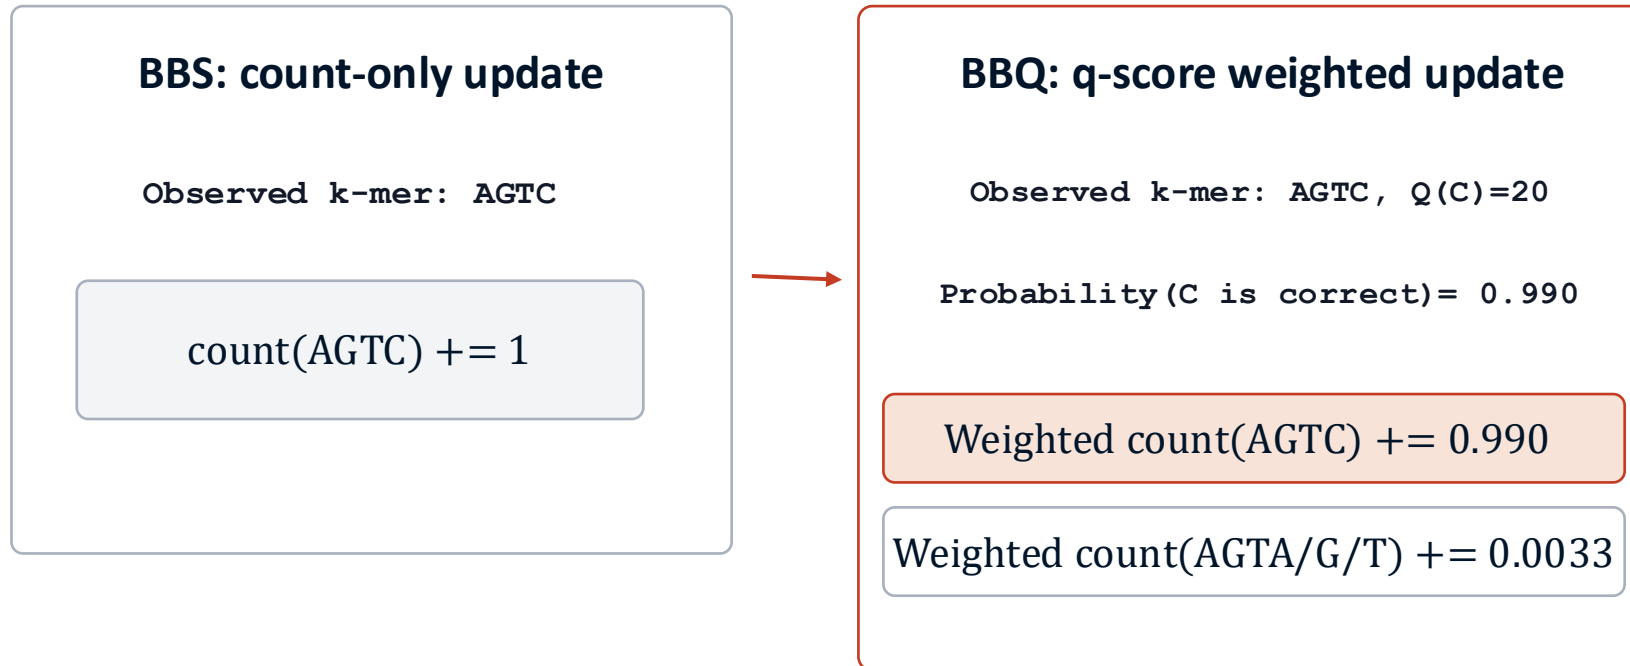 BBS: count-only update
Observed k-mer: AGTC
count(AGTC) += 1
BBQ: q-score weighted update
Observed k-mer: AGTC, Q(C)=20
Probability(C is correct)= 0.990
Weighted count(AGTC) += 0.990
Weighted count(AGTA/G/T) += 0.0033